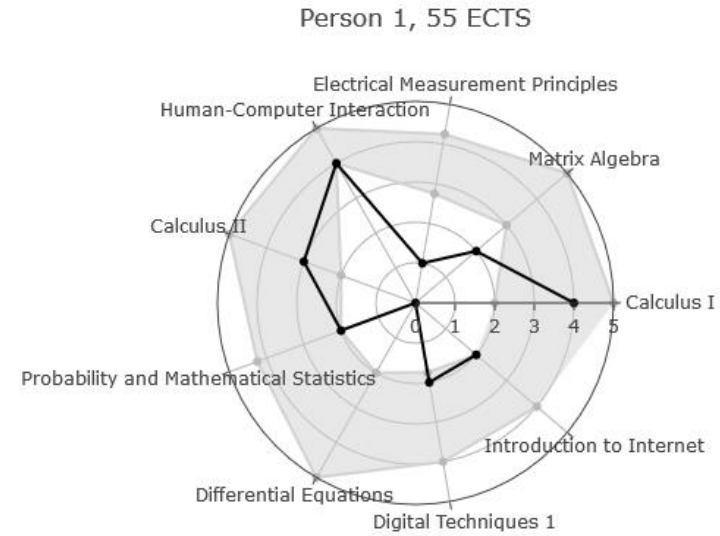 Person 1, 55 ECTS
Electrical Measurement Principles
Human-Computer Interaction
Matrix Algebra
Calculus II
Calculus I
0 1 2 3 4 5
Probability and Mathematical Statistics
Introduction to Internet
Differential Equations
Digital Techniques 1